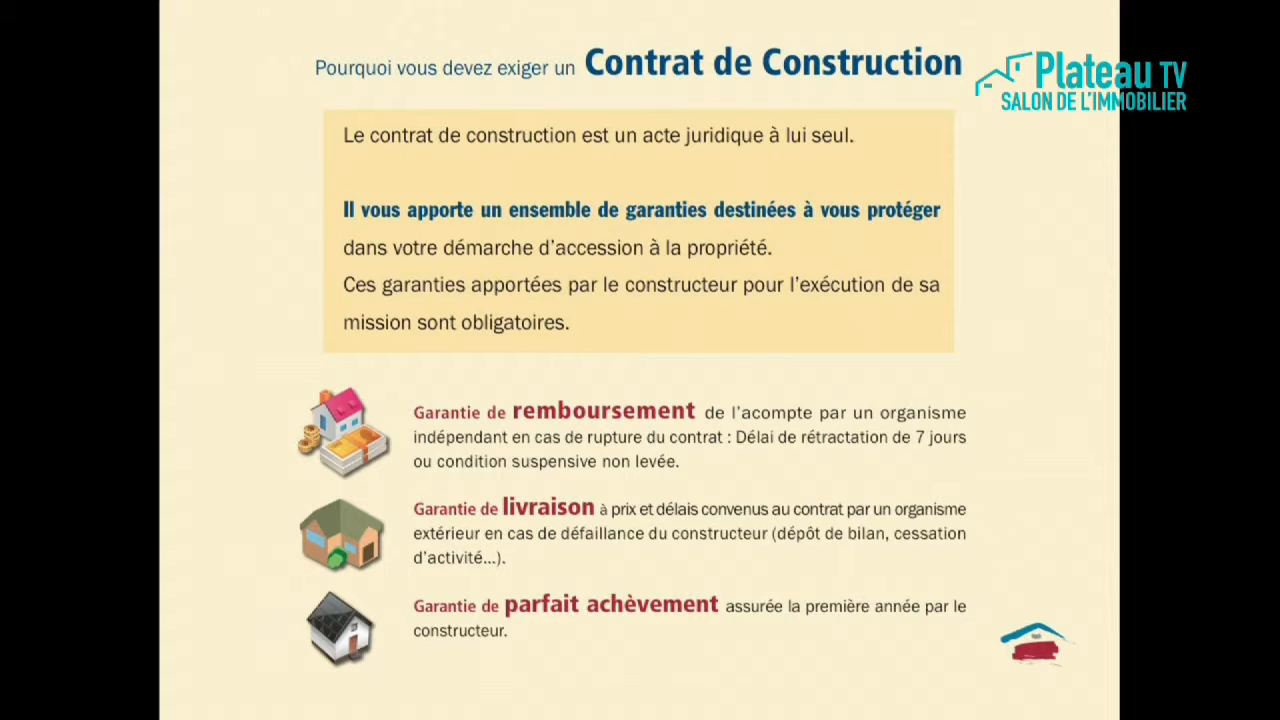 Pourquoi vous devez exiger un Contrat de Construction
Plateau TV
SALON DE L'IMMOBILIER
Le contrat de construction est un acte juridique à lui seul.
Il vous apporte un ensemble de garanties destinées à vous protéger
dans votre démarche d'accession à la propriété.
Ces garanties apportées par le constructeur pour l'exécution de sa
mission sont obligatoires.
Garantie de remboursement de l'acompte par un organisme
indépendant en cas de rupture du contrat : Délai de rétractation de 7 jours
ou condition suspensive non levée.
Garantie de livraison à prix et délais convenus au contrat par un organisme
extérieur en cas de défaillance du constructeur (dépôt de bilan, cessation
d'activité...).
Garantie de parfait achèvement assurée la première année par le
constructeur.